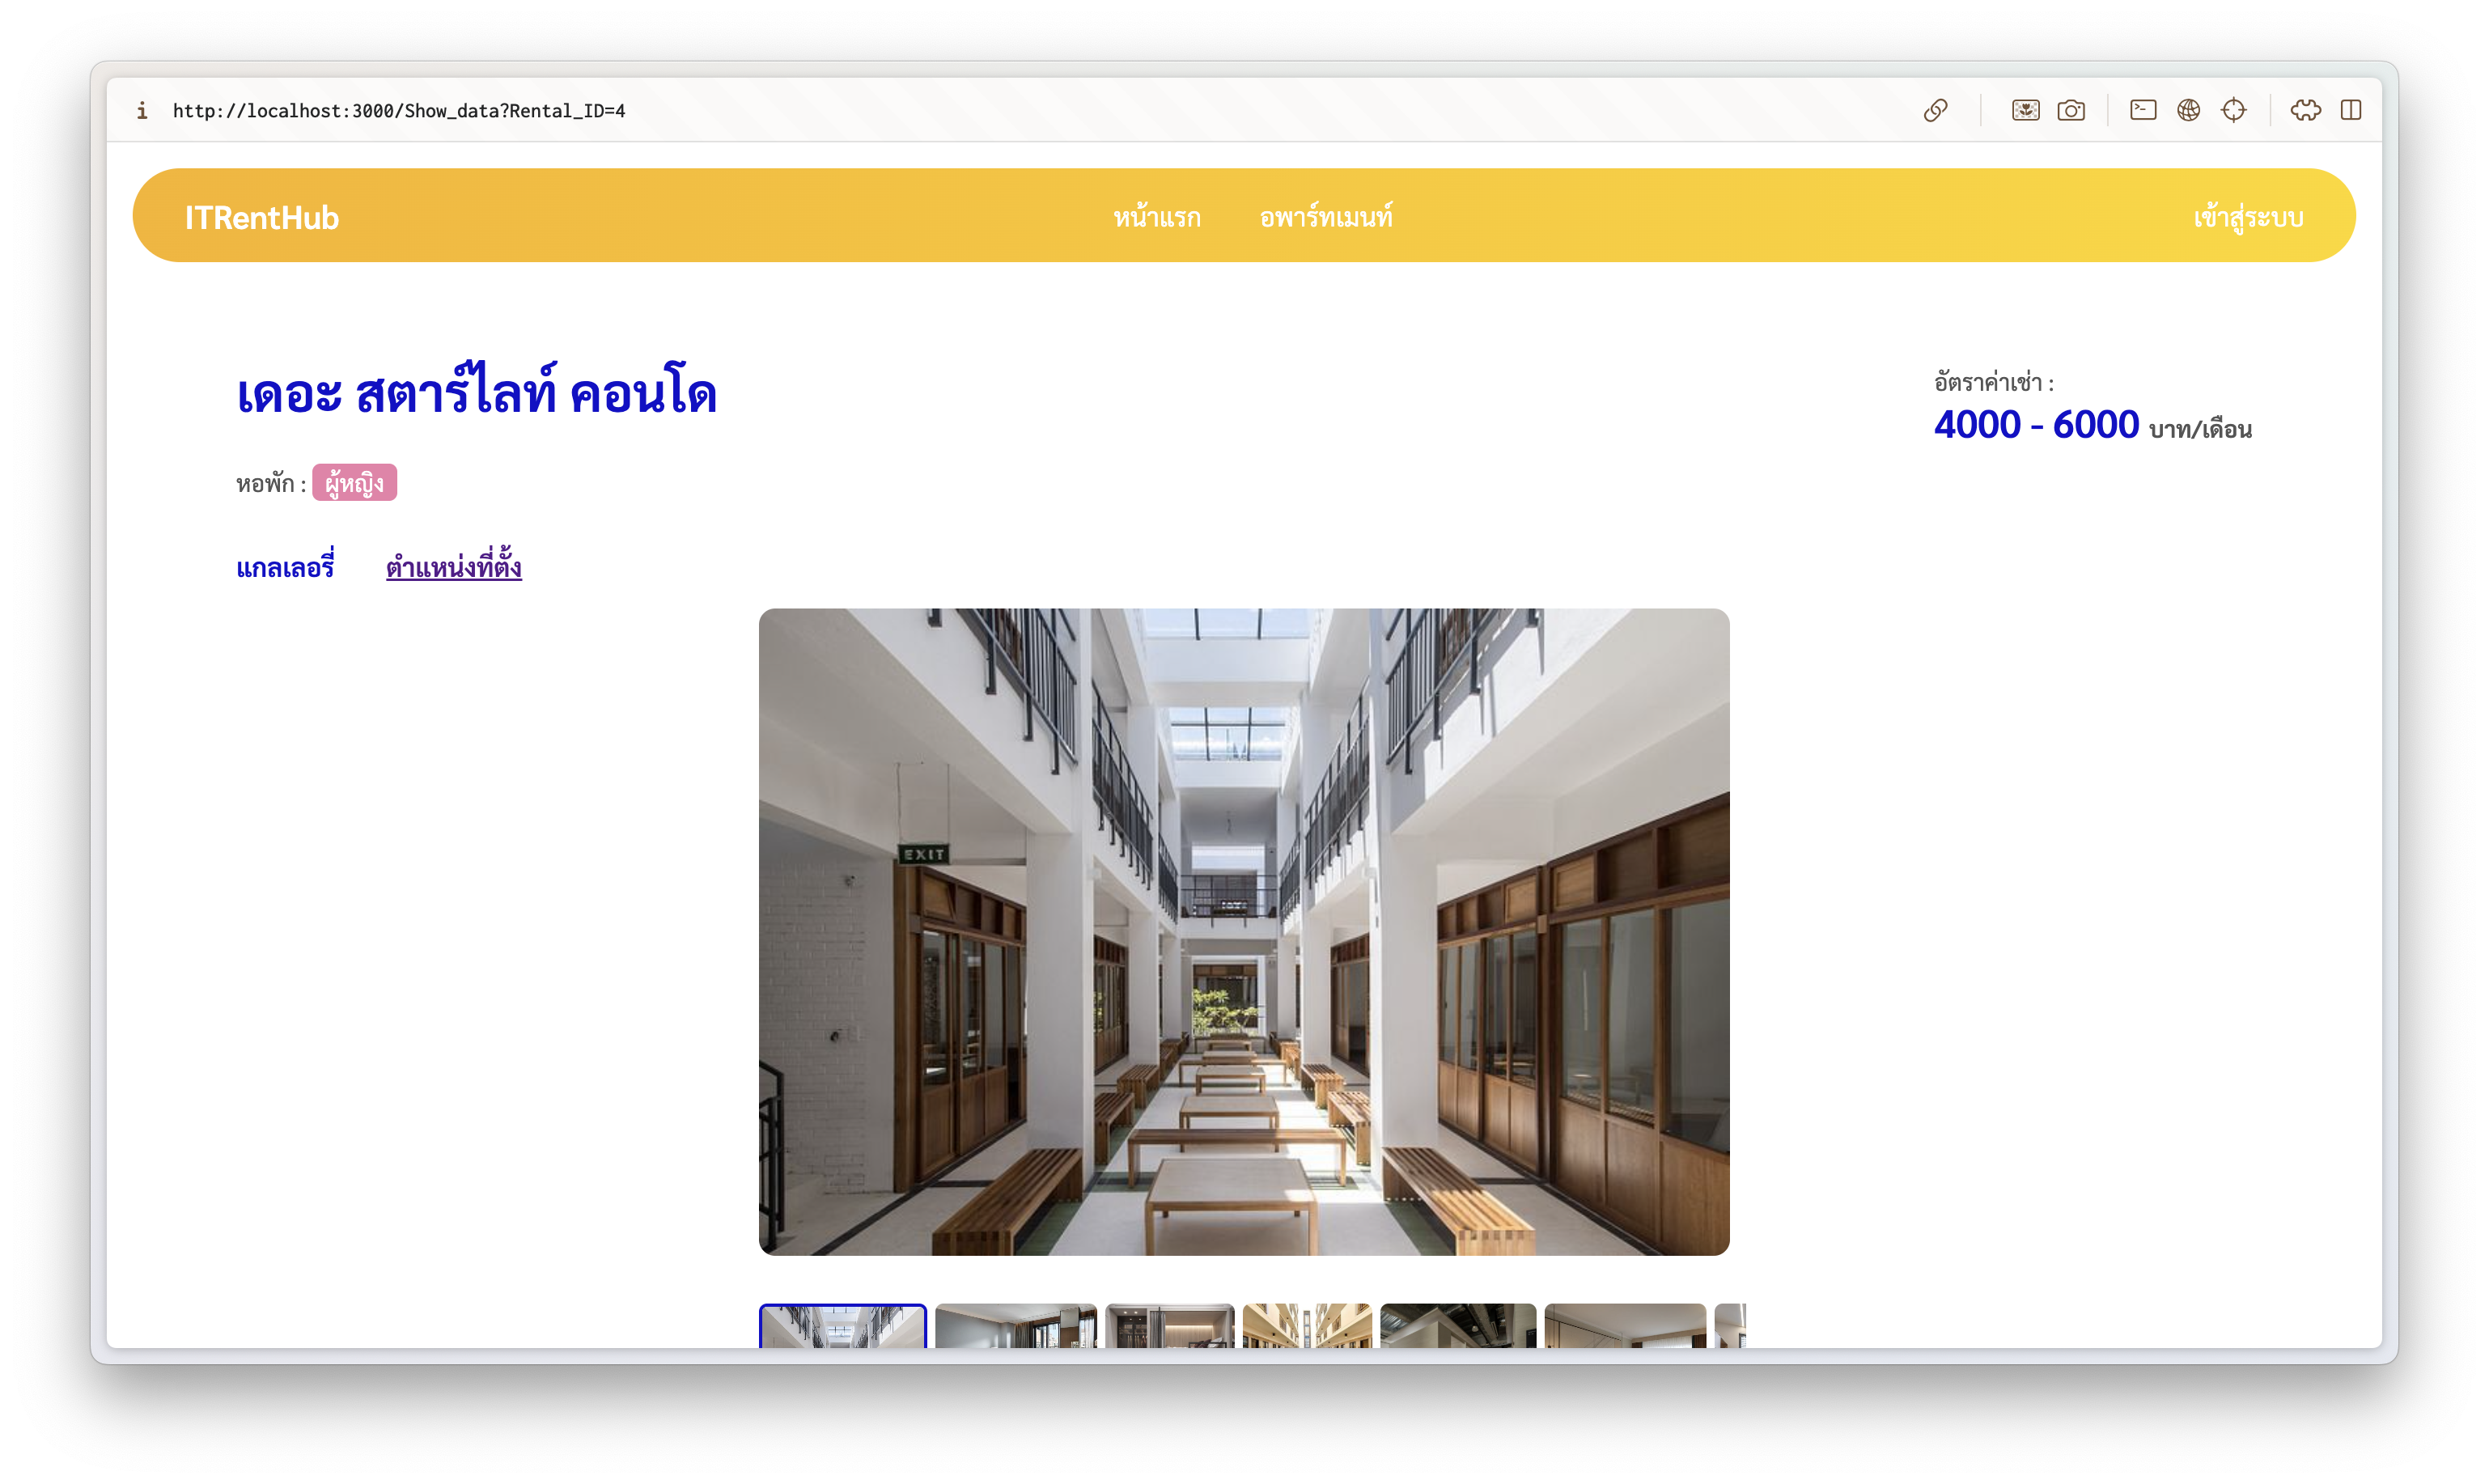 i http://localhost:3000/Show_data?Rental_ID=4
ITRentHub หน้าแรก อพาร์ทเมนท์ เข้าสู่ระบบ
เดอะ สตาร์ไลท์ คอนโด
อัตราค่าเช่า :
4000 - 6000 บาท/เดือน
หอพัก : ผู้หญิง
แกลเลอรี่ ตำแหน่งที่ตั้ง
EXIT